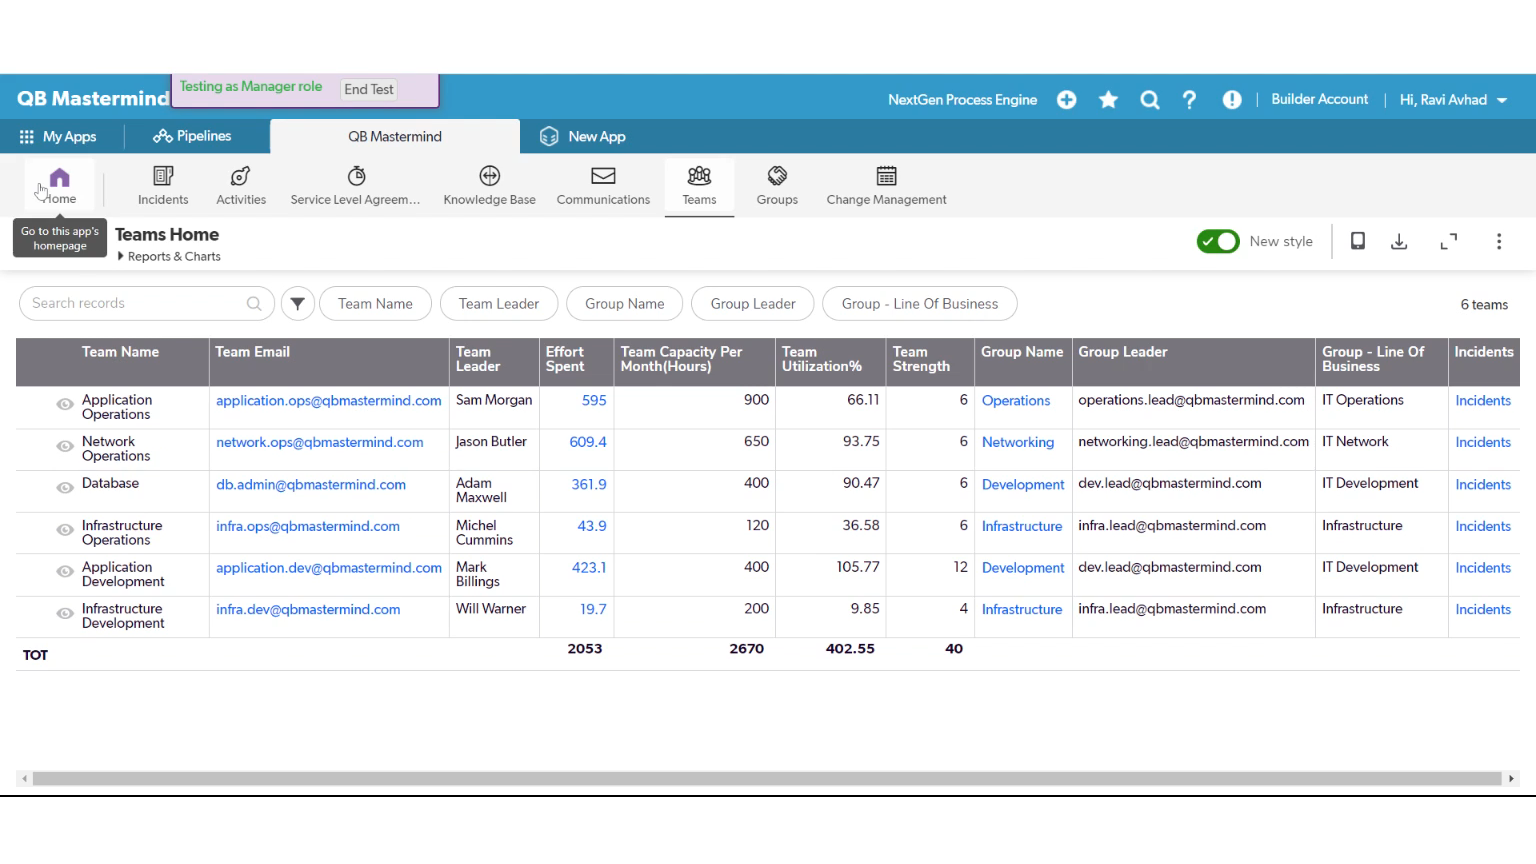 QB Mastermind
Testing as Manager role
End Test
NextGen Process Engine
Builder Account
Hi, Ravi Avhad
My Apps
Pipelines
QB Mastermind
New App
Home
Incidents
Activities
Service Level Agreem...
Knowledge Base
Communications
Teams
Groups
Change Management
Go to this app's
homepage
Teams Home
Reports & Charts
New style
Search records
Team Name
Team Leader
Group Name
Group Leader
Group - Line Of Business
6 teams
Team Name Team Email Team Leader Effort Spent Team Capacity Per Month(Hours) Team Utilization% Team Strength Group Name Group Leader Group - Line Of Business Incidents
Application Operations application.ops@qbmastermind.com Sam Morgan 595 900 66.11 6 Operations operations.lead@qbmastermind.com IT Operations Incidents
Network Operations network.ops@qbmastermind.com Jason Butler 609.4 650 93.75 6 Networking networking.lead@qbmastermind.com IT Network Incidents
Database db.admin@qbmastermind.com Adam Maxwell 361.9 400 90.47 6 Development dev.lead@qbmastermind.com IT Development Incidents
Infrastructure Operations infra.ops@qbmastermind.com Michel Cummins 43.9 120 36.58 6 Infrastructure infra.lead@qbmastermind.com Infrastructure Incidents
Application Development application.dev@qbmastermind.com Mark Billings 423.1 400 105.77 12 Development dev.lead@qbmastermind.com IT Development Incidents
Infrastructure Development infra.dev@qbmastermind.com Will Warner 19.7 200 9.85 4 Infrastructure infra.lead@qbmastermind.com Infrastructure Incidents
TOT 2053 2670 402.55 40